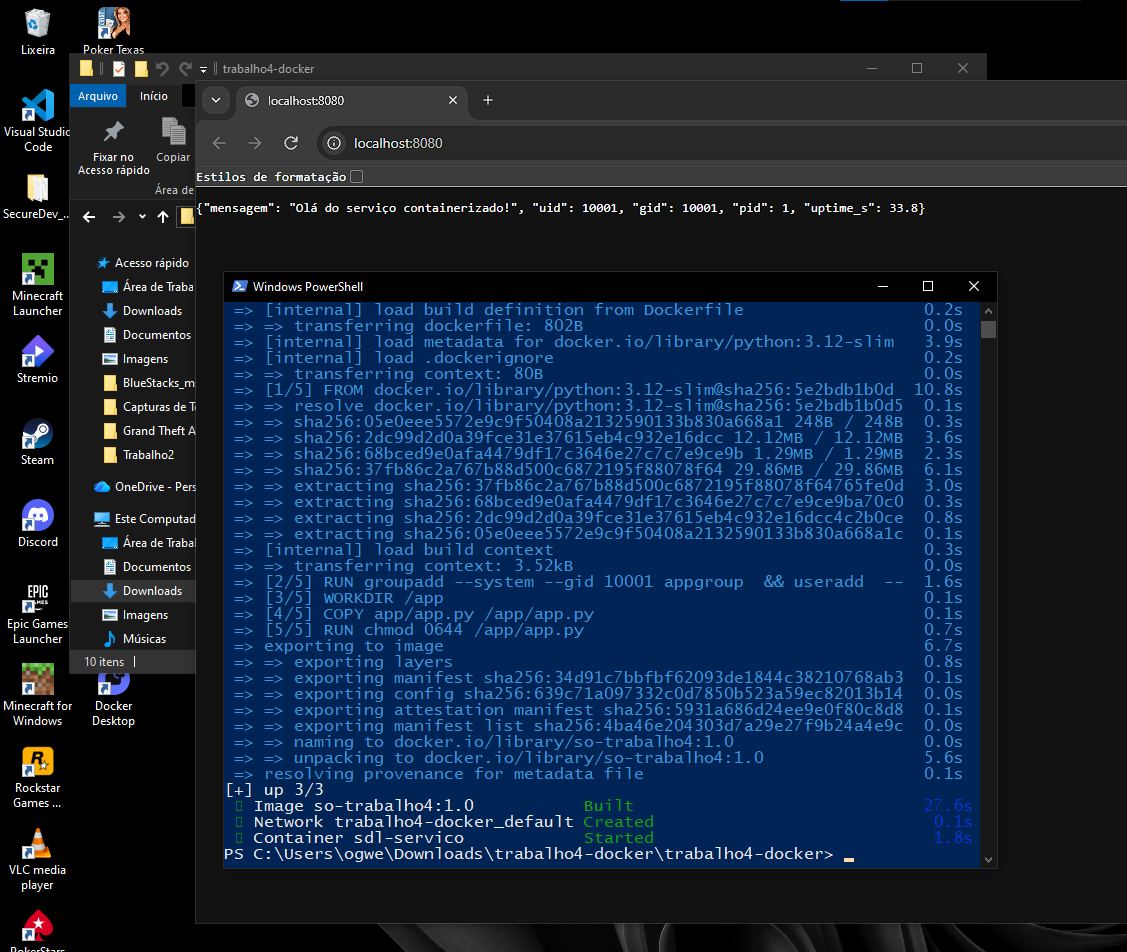 Lixeira
Poker Texas
Visual Studio
Code
SecureDev_...
Minecraft
Launcher
Stremio
Steam
Discord
Epic Games
Launcher
Minecraft for
Windows
Docker
Desktop
Rockstar
Games ...
VLC media
player
PokerStars
trabalho4-docker
Arquivo
Início
Fixar no
Acesso rápido
Copiar
Área de
Acesso rápido
Área de Traba
Downloads
Documentos
Imagens
BlueStacks_m
Capturas de T
Grand Theft A
Trabalho2
OneDrive - Pers
Este Computad
Área de Traba
Documentos
Downloads
Imagens
Músicas
10 itens
localhost:8080
localhost:8080
Estilos de formatação
{"mensagem": "Olá do serviço containerizado!", "uid": 10001, "gid": 10001, "pid": 1, "uptime_s": 33.8}
Windows PowerShell
=> [internal] load build definition from Dockerfile 0.2s
=> => transferring dockerfile: 802B 0.0s
=> [internal] load metadata for docker.io/library/python:3.12-slim 3.9s
=> [internal] load .dockerignore 0.2s
=> => transferring context: 80B 0.0s
=> [1/5] FROM docker.io/library/python:3.12-slim@sha256:5e2bdb1b0d 10.8s
=> => resolve docker.io/library/python:3.12-slim@sha256:5e2bdb1b0d5 0.1s
=> => sha256:05e0eee5572e9c9f50408a2132590133b830a668a1 248B / 248B 0.3s
=> => sha256:2dc99d2d0a39fce31e37615eb4c932e16dcc 12.12MB / 12.12MB 3.6s
=> => sha256:68bced9e0afa4479df17c3646e27c7c7e9ce9b 1.29MB / 1.29MB 2.3s
=> => sha256:37fb86c2a767b88d500c6872195f88078f64 29.86MB / 29.86MB 6.1s
=> => extracting sha256:37fb86c2a767b88d500c6872195f88078f64765fe0d 3.0s
=> => extracting sha256:68bced9e0afa4479df17c3646e27c7c7e9ce9ba70c0 0.3s
=> => extracting sha256:2dc99d2d0a39fce31e37615eb4c932e16dcc4c2b0ce 0.8s
=> => extracting sha256:05e0eee5572e9c9f50408a2132590133b830a668a1c 0.1s
=> [internal] load build context 0.3s
=> => transferring context: 3.52kB 0.0s
=> [2/5] RUN groupadd --system --gid 10001 appgroup  && useradd  -- 1.6s
=> [3/5] WORKDIR /app 0.1s
=> [4/5] COPY app/app.py /app/app.py 0.1s
=> [5/5] RUN chmod 0644 /app/app.py 0.7s
=> exporting to image 6.7s
=> => exporting layers 0.8s
=> => exporting manifest sha256:34d91c7bbfbf62093de1844c38210768ab3 0.1s
=> => exporting config sha256:639c71a097332c0d7850b523a59ec82013b14 0.0s
=> => exporting attestation manifest sha256:5931a686d24ee9e0f80c8d8 0.1s
=> => exporting manifest list sha256:4ba46e204303d7a29e27f9b24a4e9c 0.0s
=> => naming to docker.io/library/so-trabalho4:1.0 0.0s
=> => unpacking to docker.io/library/so-trabalho4:1.0 5.6s
=> resolving provenance for metadata file 0.1s
[+] up 3/3
Image so-trabalho4:1.0 Built 27.6s
Network trabalho4-docker_default Created 0.1s
Container sdl-servico Started 1.8s
PS C:\Users\ogwe\Downloads\trabalho4-docker\trabalho4-docker>